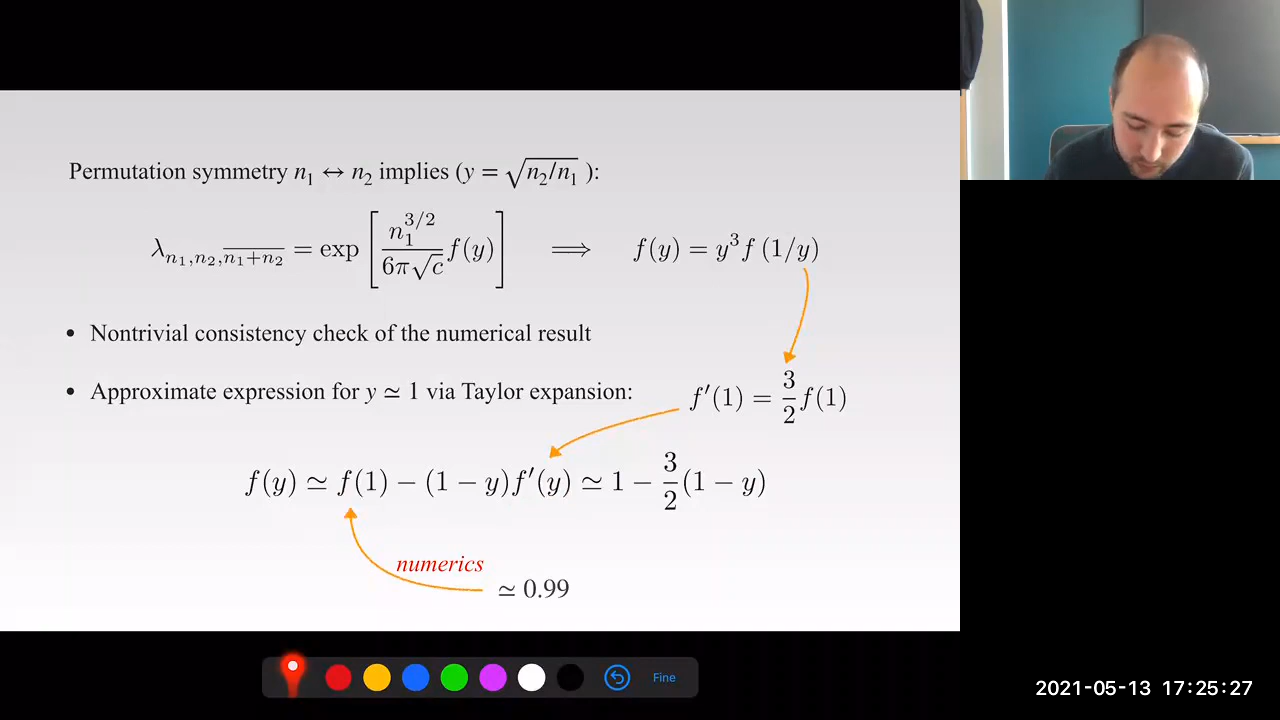 Permutation symmetry n₁ ↔ n₂ implies (y = √(n₂/n₁) ):
λ_{n₁,n₂,\overline{n₁+n₂}} = exp [ n₁^{3/2} / (6π√c) f(y) ] ⟹ f(y) = y³ f (1/y)
• Nontrivial consistency check of the numerical result
• Approximate expression for y ≃ 1 via Taylor expansion: f′(1) = 3/2 f(1)
f(y) ≃ f(1) − (1 − y)f′(y) ≃ 1 − 3/2 (1 − y)
numerics
≃ 0.99
Fine
2021-05-13 17:25:27